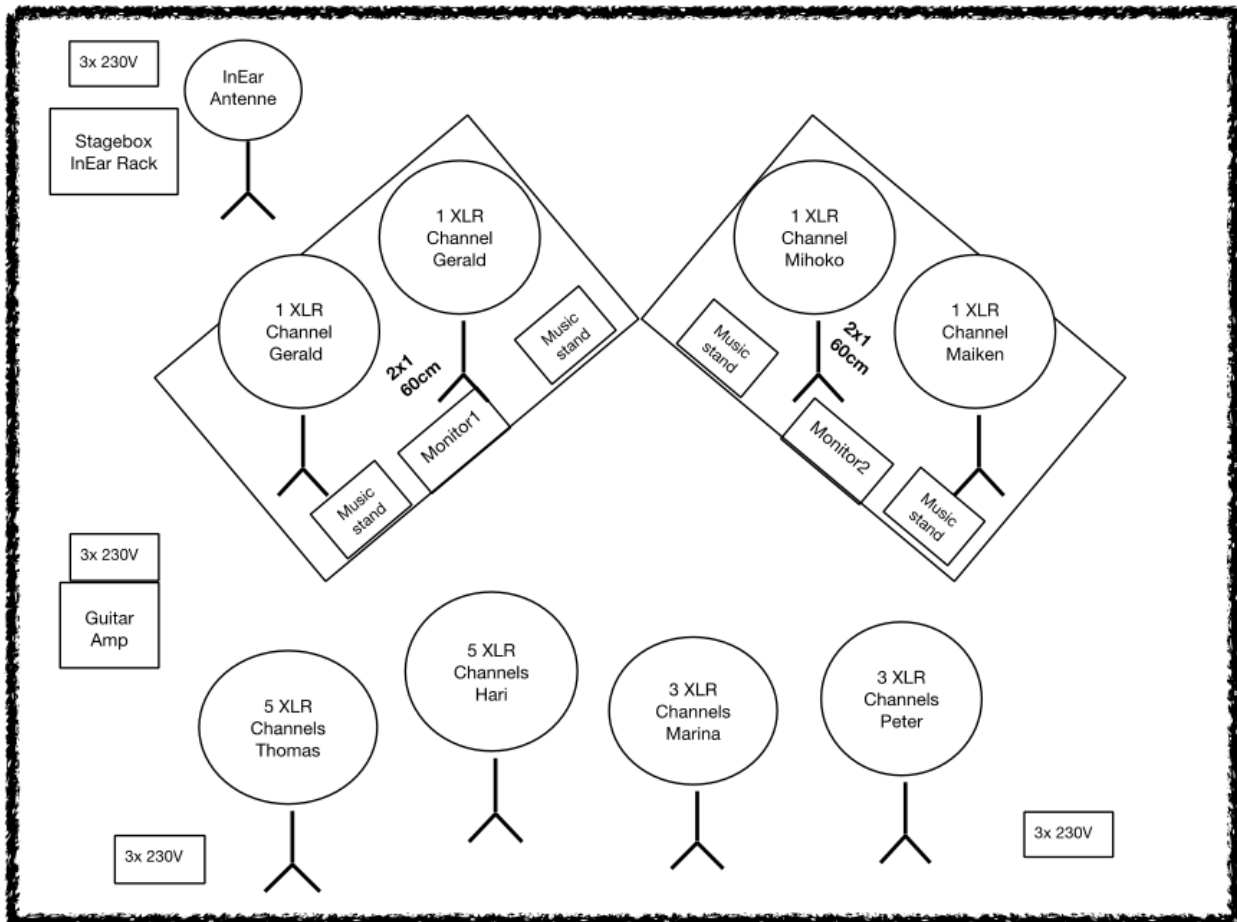 3x 230V
InEar
Antenne
Stagebox
InEar Rack
1 XLR
Channel
Gerald
1 XLR
Channel
Gerald
Music
stand
2x1
60cm
Monitor1
Music
stand
1 XLR
Channel
Mihoko
1 XLR
Channel
Maiken
Music
stand
2x1
60cm
Monitor2
Music
stand
3x 230V
Guitar
Amp
5 XLR
Channels
Thomas
5 XLR
Channels
Hari
3 XLR
Channels
Marina
3 XLR
Channels
Peter
3x 230V
3x 230V